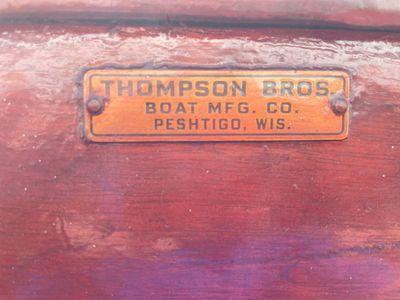 THOMPSON BROS.
BOAT MFG. CO.
PESHTIGO, WIS.